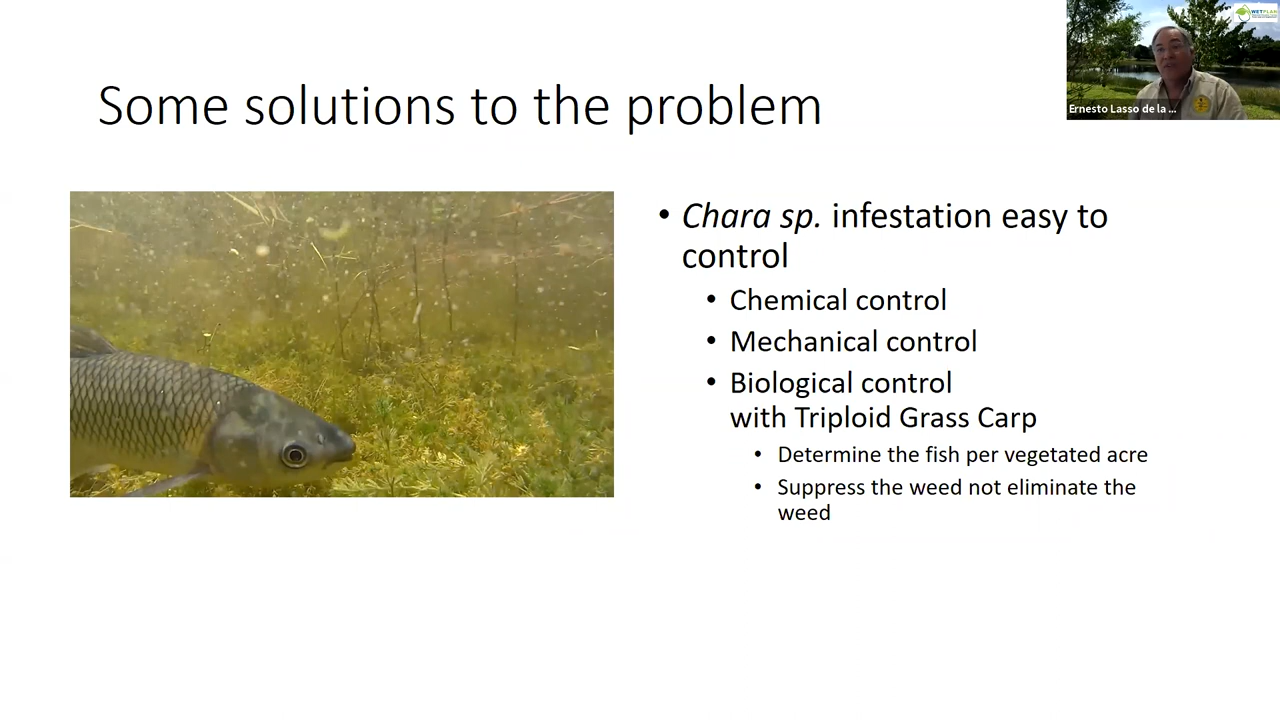 WETPLAN
Ernesto Lasso de la ...
Some solutions to the problem
• Chara sp. infestation easy to
control
• Chemical control
• Mechanical control
• Biological control
with Triploid Grass Carp
• Determine the fish per vegetated acre
• Suppress the weed not eliminate the
weed